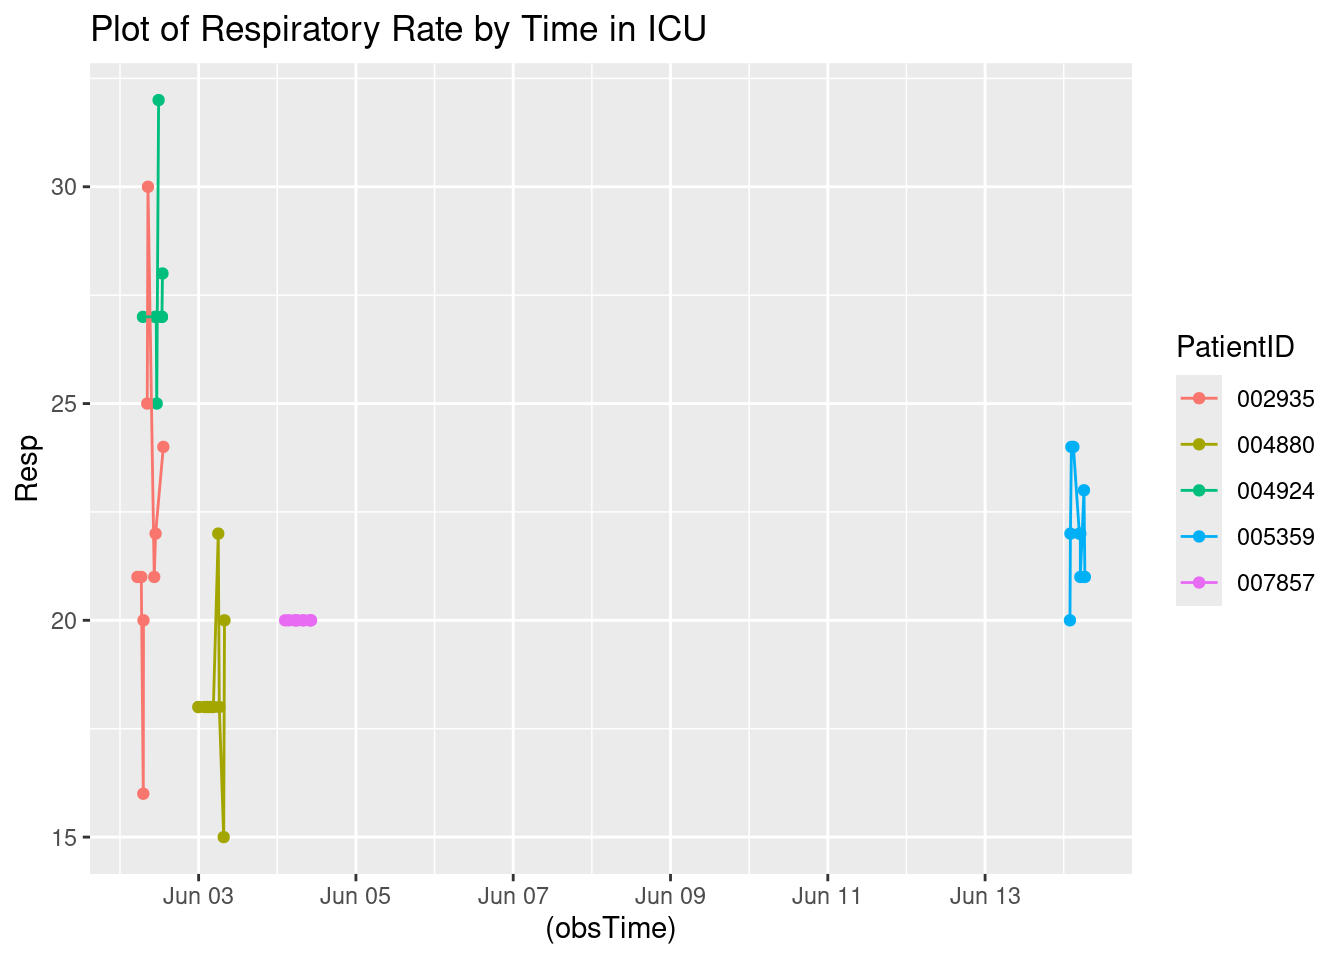 Plot of Respiratory Rate by Time in ICU
30
25
20
15
Resp
Jun 03
Jun 05
Jun 07
Jun 09
Jun 11
Jun 13
(obsTime)
PatientID
002935
004880
004924
005359
007857